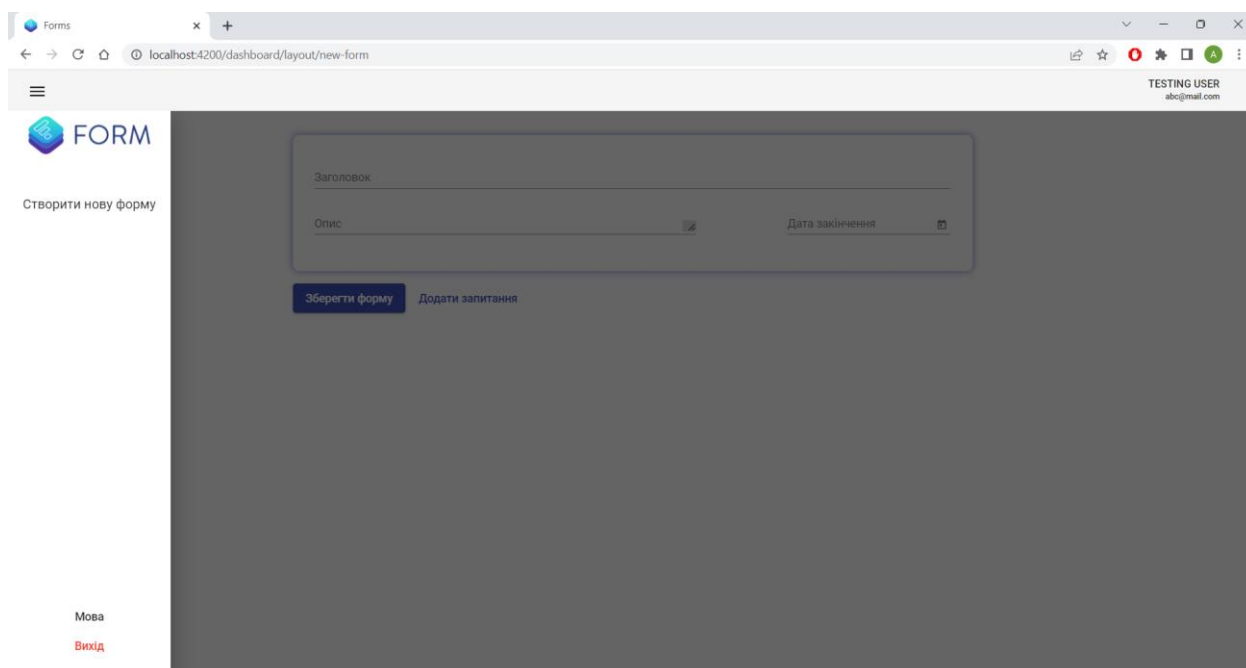 Forms
localhost:4200/dashboard/layout/new-form
A
TESTING USER
abc@mail.com
FORM
Створити нову форму
Заголовок
Опис
Дата закінчення
Зберегти форму
Додати запитання
Мова
Вихід